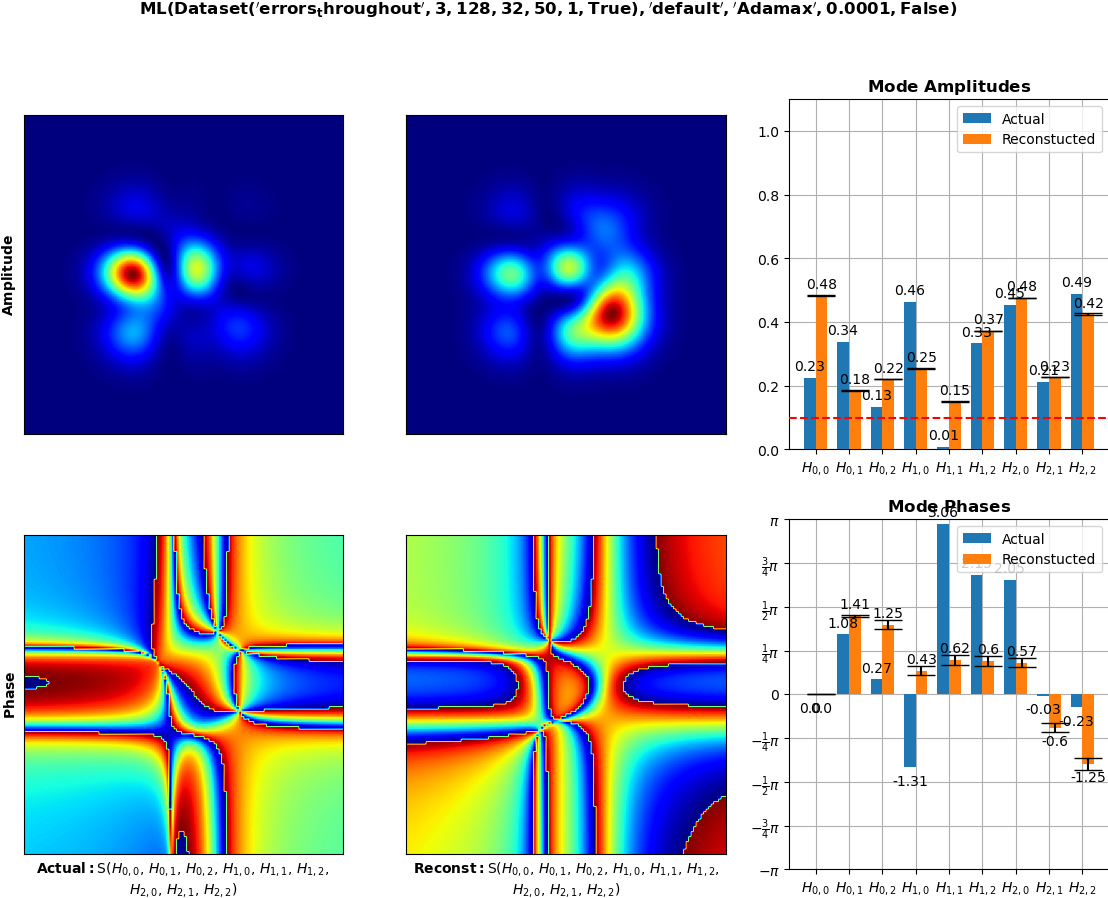 ML(Dataset(′errors_throughout′, 3, 128, 32, 50, 1, True), ′default′, ′Adamax′, 0.0001, False)
Amplitude
Mode Amplitudes
Actual
Reconstucted
1.0
0.8
0.6
0.4
0.2
0.0
0.23
0.48
0.34
0.18
0.13
0.22
0.46
0.25
0.01
0.15
0.33
0.37
0.45
0.48
0.21
0.23
0.49
0.42
H0,0 H0,1 H0,2 H1,0 H1,1 H1,2 H2,0 H2,1 H2,2
Phase
Actual: S(H0,0, H0,1, H0,2, H1,0, H1,1, H1,2,
H2,0, H2,1, H2,2)
Reconst: S(H0,0, H0,1, H0,2, H1,0, H1,1, H1,2,
H2,0, H2,1, H2,2)
Mode Phases
Actual
Reconstucted
π
3/4π
1/2π
1/4π
0
−1/4π
−1/2π
−3/4π
−π
0.0
0.0
1.08
1.41
0.27
1.25
-1.31
0.43
3.06
0.62
0.6
2.05
0.57
-0.03
-0.6
-0.23
-1.25
H0,0 H0,1 H0,2 H1,0 H1,1 H1,2 H2,0 H2,1 H2,2